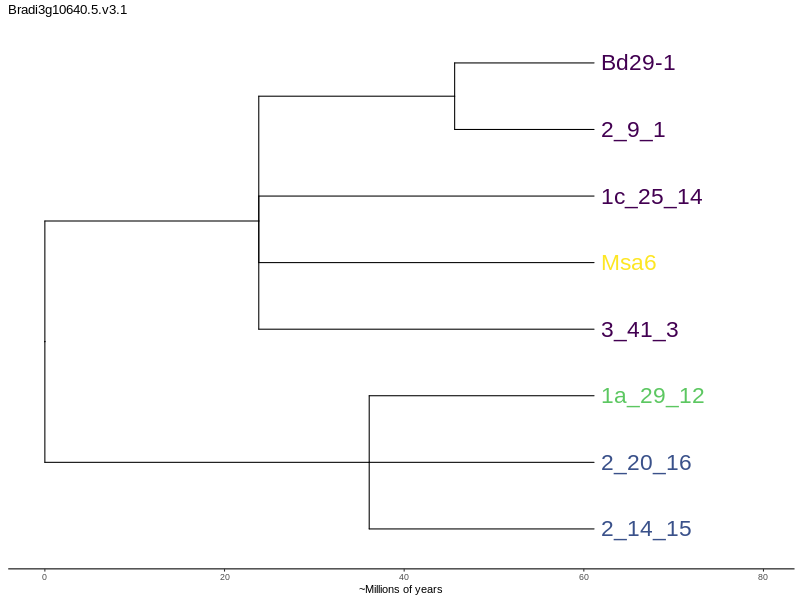 Bradi3g10640.5.v3.1
Bd29-1
2_9_1
1c_25_14
Msa6
3_41_3
1a_29_12
2_20_16
2_14_15
0 20 40 60 80
~Millions of years